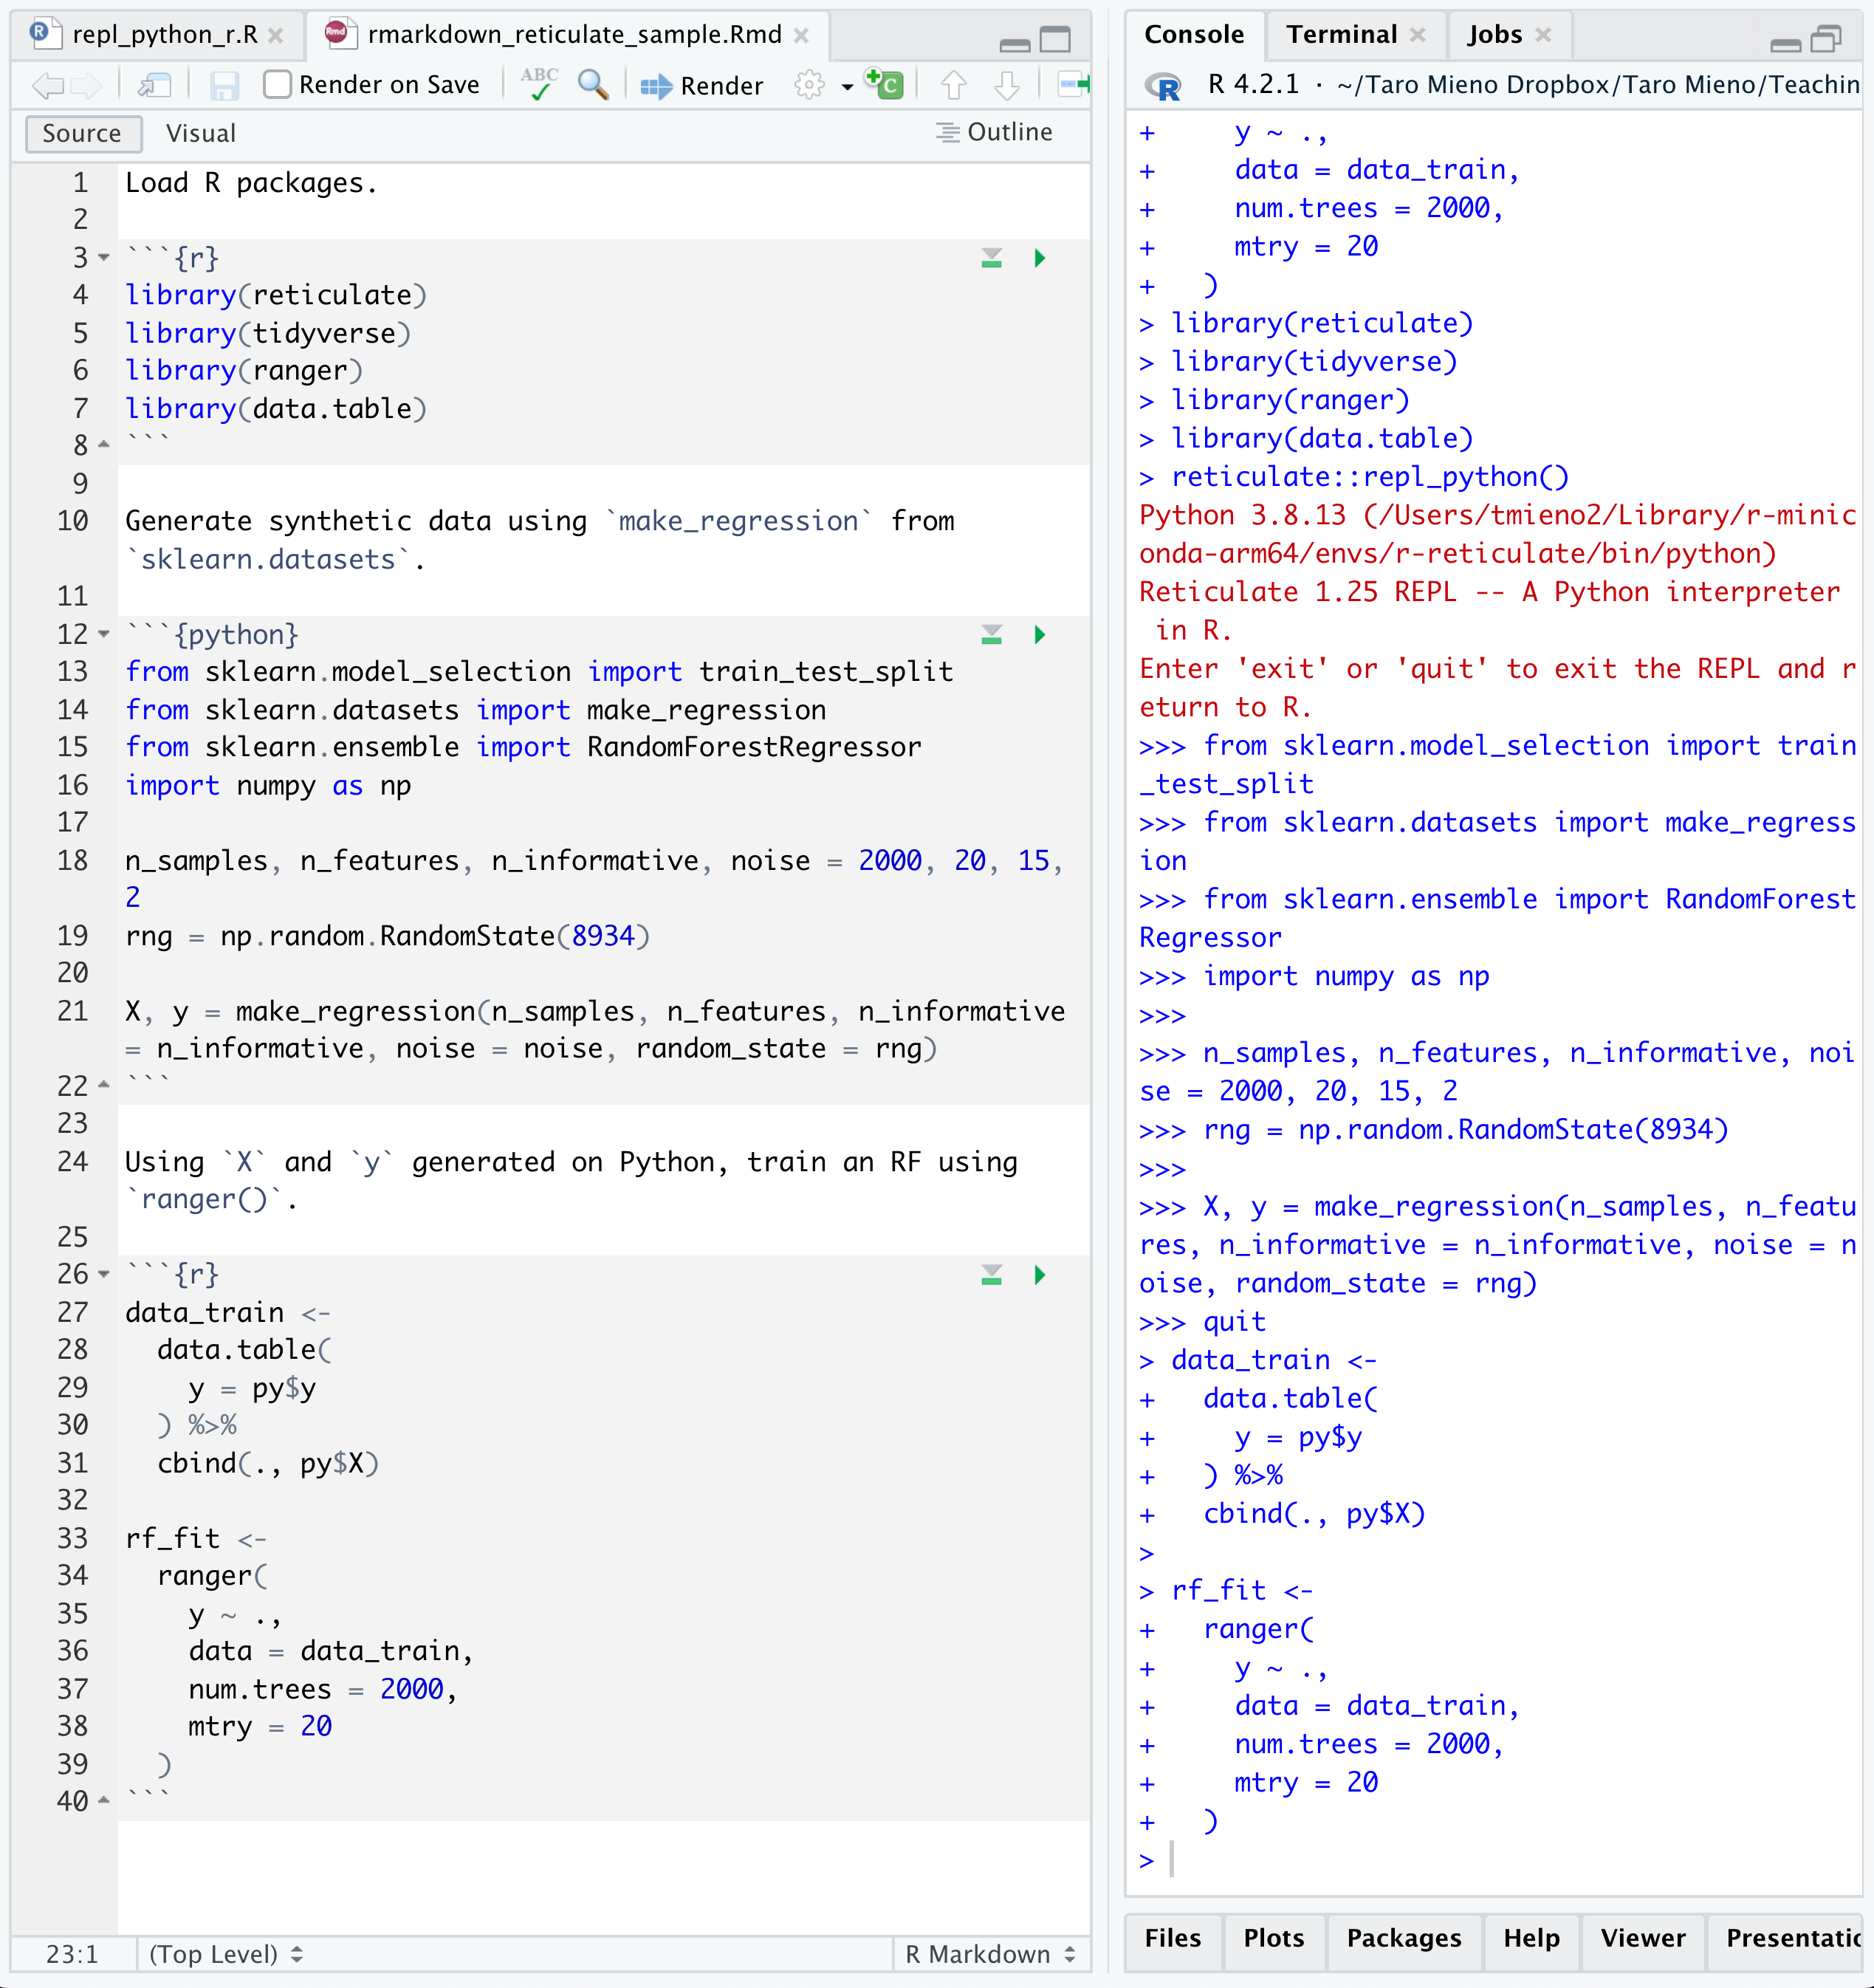 repl_python_r.R
rmarkdown_reticulate_sample.Rmd
Render on Save
ABC
Render
Source
Visual
Outline
1 Load R packages.
2
3 ```{r}
4 library(reticulate)
5 library(tidyverse)
6 library(ranger)
7 library(data.table)
8 ```
9
10 Generate synthetic data using `make_regression` from
`sklearn.datasets`.
11
12 ```{python}
13 from sklearn.model_selection import train_test_split
14 from sklearn.datasets import make_regression
15 from sklearn.ensemble import RandomForestRegressor
16 import numpy as np
17
18 n_samples, n_features, n_informative, noise = 2000, 20, 15,
2
19 rng = np.random.RandomState(8934)
20
21 X, y = make_regression(n_samples, n_features, n_informative
= n_informative, noise = noise, random_state = rng)
22 ```
23
24 Using `X` and `y` generated on Python, train an RF using
`ranger()`.
25
26 ```{r}
27 data_train <-
28   data.table(
29     y = py$y
30   ) %>%
31   cbind(., py$X)
32
33 rf_fit <-
34   ranger(
35     y ~ .,
36     data = data_train,
37     num.trees = 2000,
38     mtry = 20
39   )
40 ```
23:1
(Top Level)
R Markdown
Console
Terminal
Jobs
R 4.2.1 · ~/Taro Mieno Dropbox/Taro Mieno/Teachin
+     y ~ .,
+     data = data_train,
+     num.trees = 2000,
+     mtry = 20
+   )
> library(reticulate)
> library(tidyverse)
> library(ranger)
> library(data.table)
> reticulate::repl_python()
Python 3.8.13 (/Users/tmieno2/Library/r-minic
onda-arm64/envs/r-reticulate/bin/python)
Reticulate 1.25 REPL -- A Python interpreter
in R.
Enter 'exit' or 'quit' to exit the REPL and r
eturn to R.
>>> from sklearn.model_selection import train
_test_split
>>> from sklearn.datasets import make_regress
ion
>>> from sklearn.ensemble import RandomForest
Regressor
>>> import numpy as np
>>>
>>> n_samples, n_features, n_informative, noi
se = 2000, 20, 15, 2
>>> rng = np.random.RandomState(8934)
>>>
>>> X, y = make_regression(n_samples, n_featu
res, n_informative = n_informative, noise = n
oise, random_state = rng)
>>> quit
> data_train <-
+   data.table(
+     y = py$y
+   ) %>%
+   cbind(., py$X)
>
> rf_fit <-
+   ranger(
+     y ~ .,
+     data = data_train,
+     num.trees = 2000,
+     mtry = 20
+   )
>
Files
Plots
Packages
Help
Viewer
Presentatic